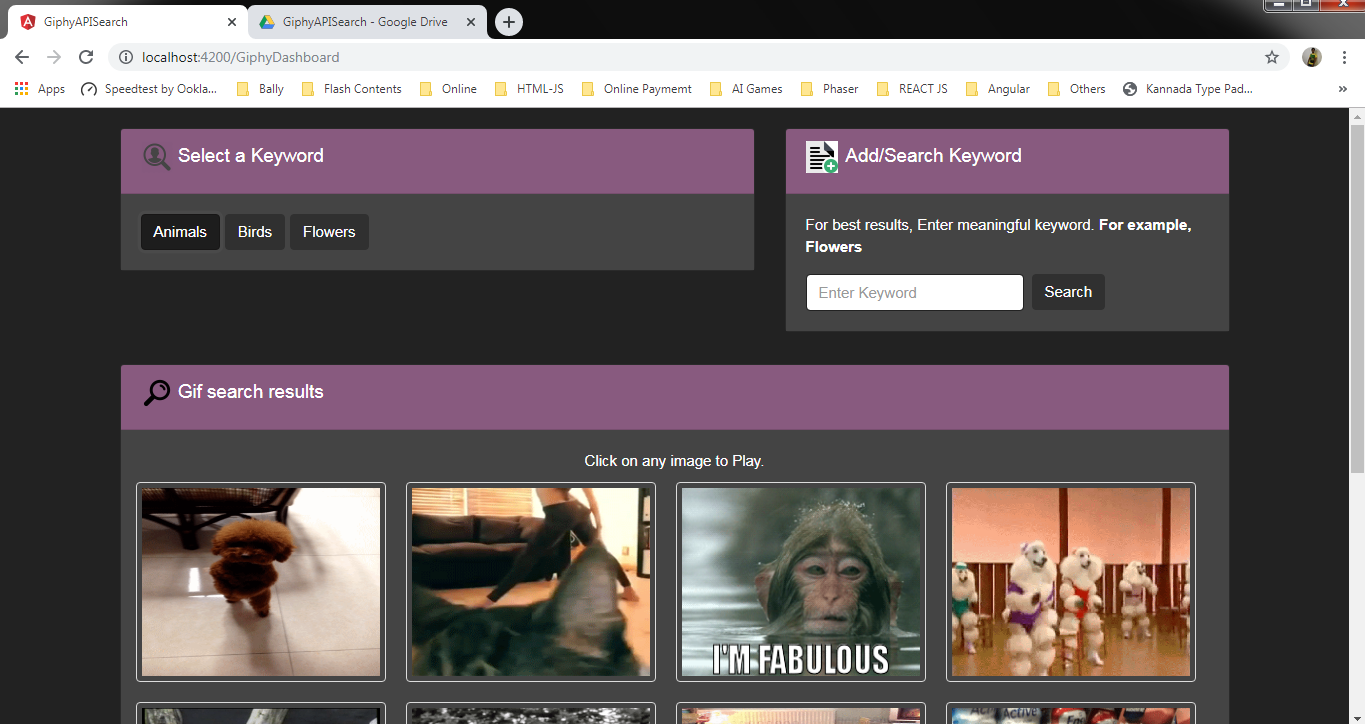 GiphyAPISearch
GiphyAPISearch - Google Drive
localhost:4200/GiphyDashboard
Apps
Speedtest by Ookla...
Bally
Flash Contents
Online
HTML-JS
Online Paymemt
AI Games
Phaser
REACT JS
Angular
Others
Kannada Type Pad...
Select a Keyword
Add/Search Keyword
Animals
Birds
Flowers
For best results, Enter meaningful keyword. For example,
Flowers
Enter Keyword
Search
Gif search results
Click on any image to Play.
I'M FABULOUS